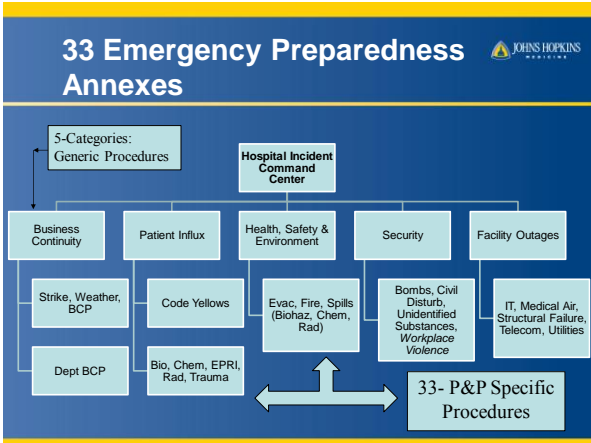 33 Emergency Preparedness
Annexes
JOHNS HOPKINS
MEDICINE
5-Categories:
Generic Procedures
Hospital Incident
Command
Center
Business
Continuity
Patient Influx
Health, Safety &
Environment
Security
Facility Outages
Strike, Weather,
BCP
Code Yellows
Evac, Fire, Spills
(Biohaz, Chem,
Rad)
Bombs, Civil
Disturb,
Unidentified
Substances,
Workplace
Violence
IT, Medical Air,
Structural Failure,
Telecom, Utilities
Dept BCP
Bio, Chem, EPRI,
Rad, Trauma
33- P&P Specific
Procedures